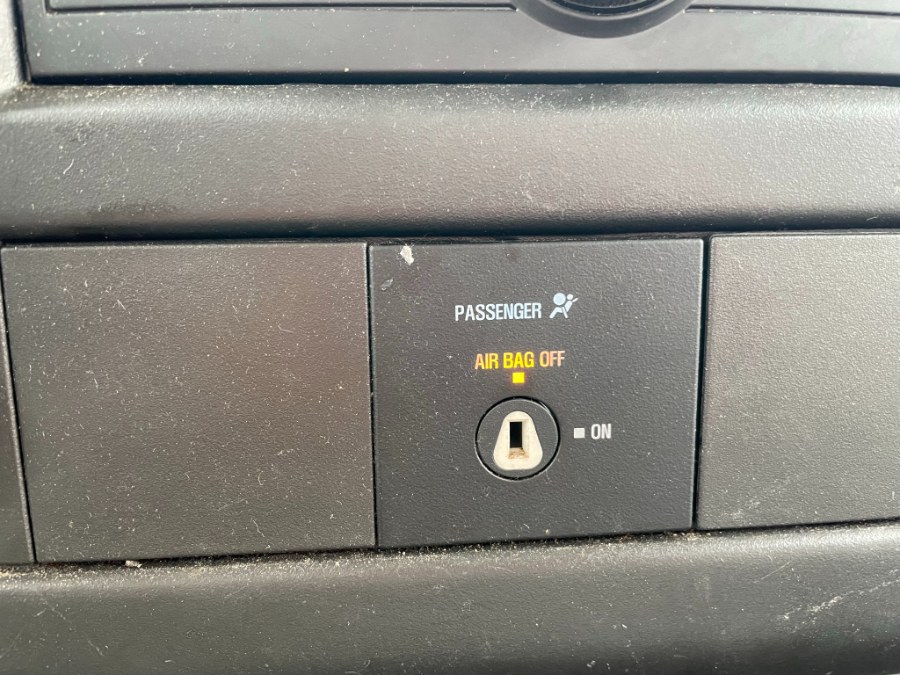 PASSENGER
AIR BAG OFF
ON